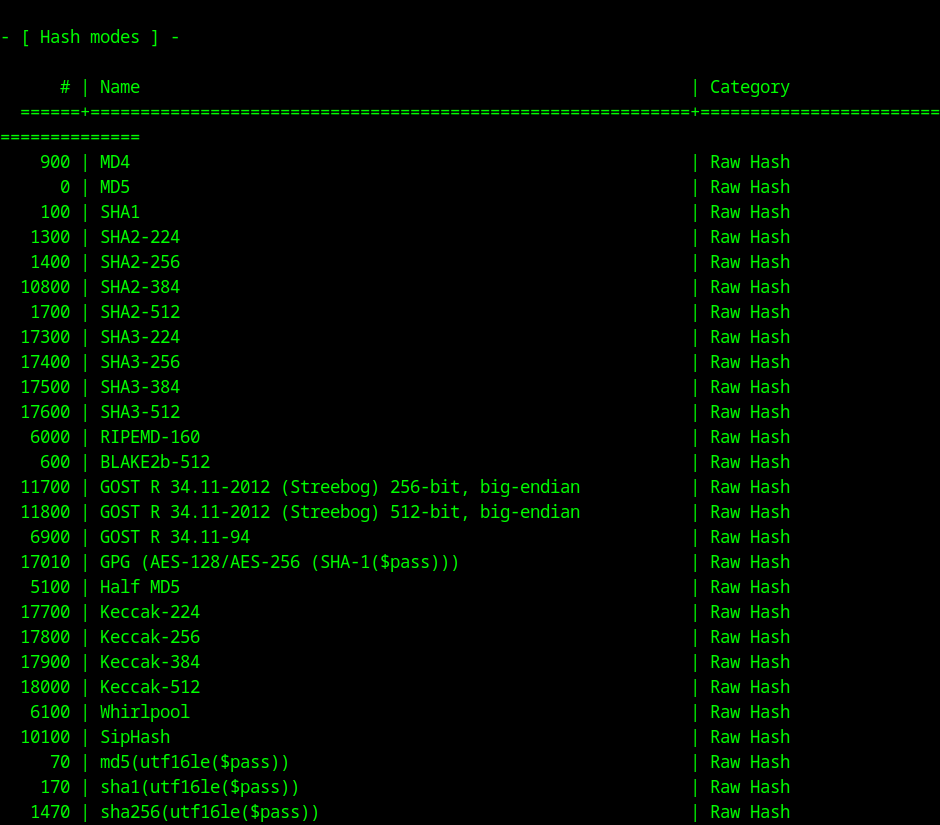 - [ Hash modes ] -

      # | Name                                                       | Category
  ======+============================================================+========================
==============
    900 | MD4                                                        | Raw Hash
      0 | MD5                                                        | Raw Hash
    100 | SHA1                                                       | Raw Hash
   1300 | SHA2-224                                                   | Raw Hash
   1400 | SHA2-256                                                   | Raw Hash
  10800 | SHA2-384                                                   | Raw Hash
   1700 | SHA2-512                                                   | Raw Hash
  17300 | SHA3-224                                                   | Raw Hash
  17400 | SHA3-256                                                   | Raw Hash
  17500 | SHA3-384                                                   | Raw Hash
  17600 | SHA3-512                                                   | Raw Hash
   6000 | RIPEMD-160                                                 | Raw Hash
    600 | BLAKE2b-512                                                | Raw Hash
  11700 | GOST R 34.11-2012 (Streebog) 256-bit, big-endian           | Raw Hash
  11800 | GOST R 34.11-2012 (Streebog) 512-bit, big-endian           | Raw Hash
   6900 | GOST R 34.11-94                                            | Raw Hash
  17010 | GPG (AES-128/AES-256 (SHA-1($pass)))                       | Raw Hash
   5100 | Half MD5                                                   | Raw Hash
  17700 | Keccak-224                                                 | Raw Hash
  17800 | Keccak-256                                                 | Raw Hash
  17900 | Keccak-384                                                 | Raw Hash
  18000 | Keccak-512                                                 | Raw Hash
   6100 | Whirlpool                                                  | Raw Hash
  10100 | SipHash                                                    | Raw Hash
     70 | md5(utf16le($pass))                                        | Raw Hash
    170 | sha1(utf16le($pass))                                       | Raw Hash
   1470 | sha256(utf16le($pass))                                     | Raw Hash